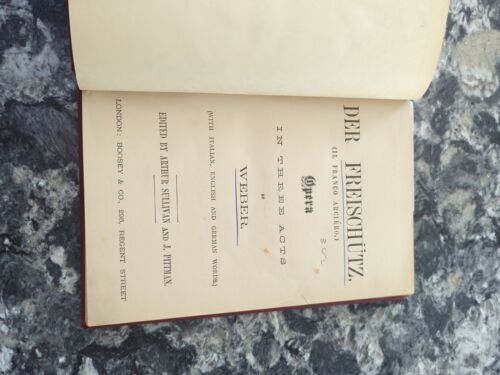 DER FREISCHÜTZ.
(IL FRANCO ARCIÉRO.)
Opera
IN THREE ACTS
BY
WEBER.
(WITH ITALIAN, ENGLISH AND GERMAN WORDS.)
EDITED BY ARTHUR SULLIVAN AND J. PITTMAN.
LONDON: BOOSEY & CO., 295, REGENT STREET